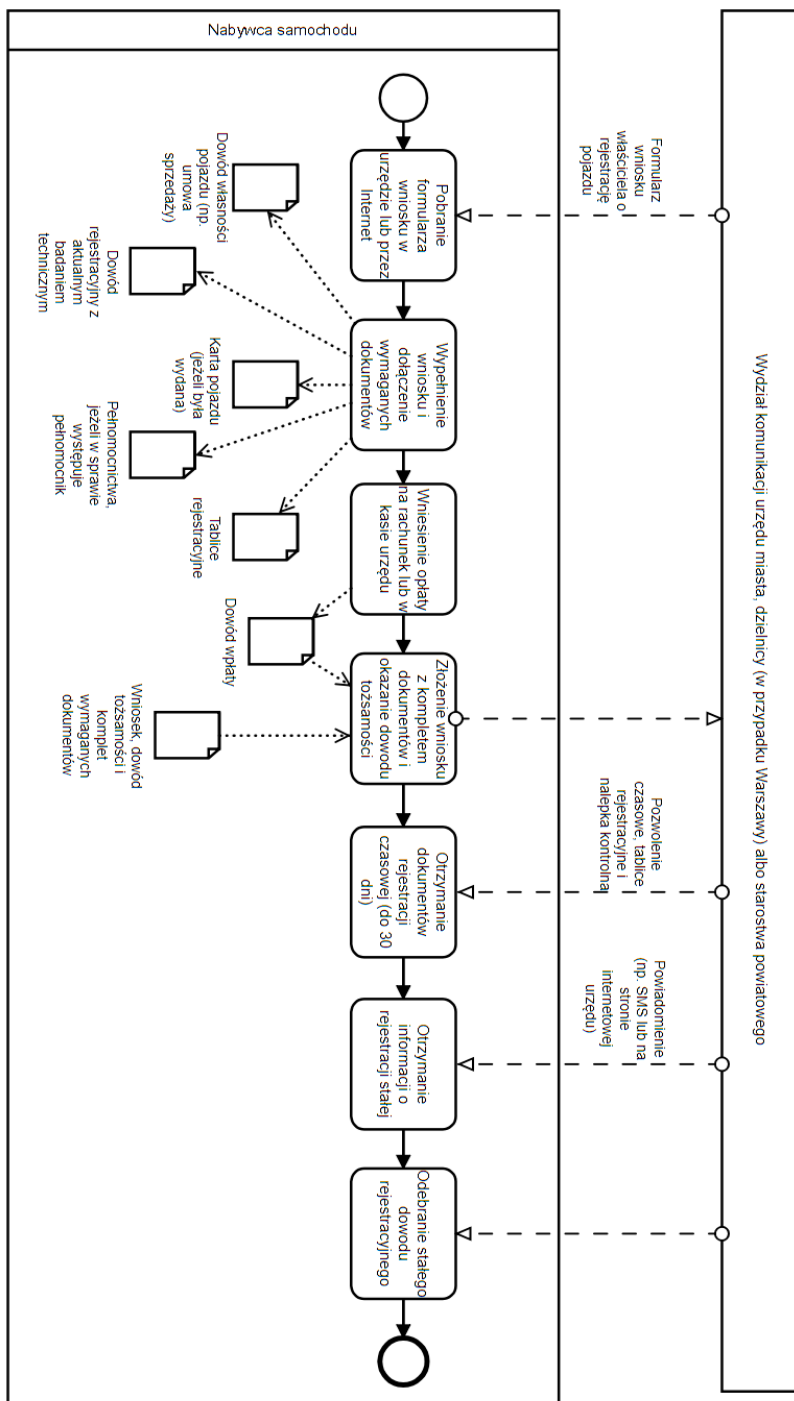 Nabywca samochodu
Wydział komunikacji urzędu miasta, dzielnicy (w przypadku Warszawy) albo starostwa powiatowego
Formularz
wniosku
właściciela o
rejestrację
pojazdu
Pozwolenie
czasowe, tablice
rejestracyjne i
nalepka kontrolna
Powiadomienie
(np. SMS lub na
stronie
internetowej
urzędu)
Pobranie
formularza
wniosku w
urzędzie lub przez
Internet
Wypełnienie
wniosku i
dołączenie
wymaganych
dokumentów
Wniesienie opłaty
na rachunek lub w
kasie urzędu
Złożenie wniosku
z kompletem
dokumentów i
okazanie dowodu
tożsamości
Otrzymanie
dokumentów
rejestracji
czasowej (do 30
dni)
Otrzymanie
informacji o
rejestracji stałej
Odebranie stałego
dowodu
rejestracyjnego
Dowód własności
pojazdu (np.
umowa
sprzedaży)
Dowód
rejestracyjny z
aktualnym
badaniem
technicznym
Karta pojazdu
(jeżeli była
wydana)
Pełnomocnictwa,
jeżeli w sprawie
występuje
pełnomocnik
Tablice
rejestracyjne
Dowód wpłaty
Wniosek, dowód
tożsamości i
komplet
wymaganych
dokumentów